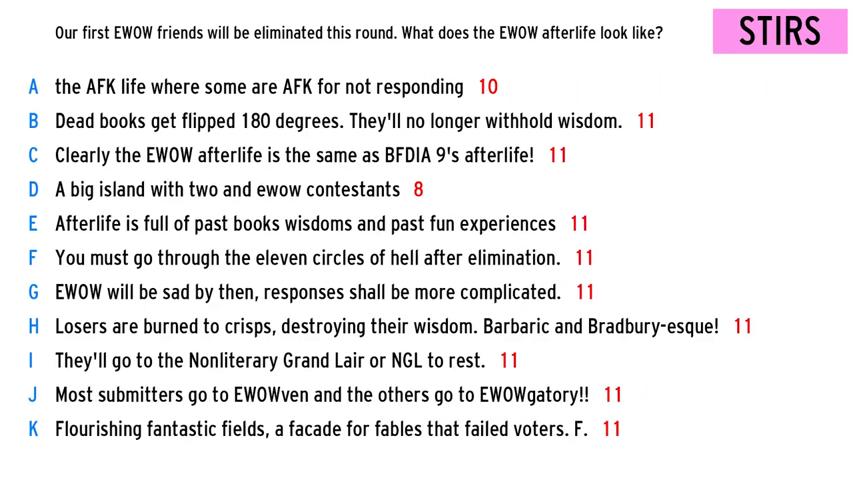 Our first EWOW friends will be eliminated this round. What does the EWOW afterlife look like?
STIRS
A the AFK life where some are AFK for not responding 10
B Dead books get flipped 180 degrees. They'll no longer withhold wisdom. 11
C Clearly the EWOW afterlife is the same as BFDIA 9's afterlife! 11
D A big island with two and ewow contestants 8
E Afterlife is full of past books wisdoms and past fun experiences 11
F You must go through the eleven circles of hell after elimination. 11
G EWOW will be sad by then, responses shall be more complicated. 11
H Losers are burned to crisps, destroying their wisdom. Barbaric and Bradbury-esque! 11
I They'll go to the Nonliterary Grand Lair or NGL to rest. 11
J Most submitters go to EWOWven and the others go to EWOWgatory!! 11
K Flourishing fantastic fields, a facade for fables that failed voters. F. 11